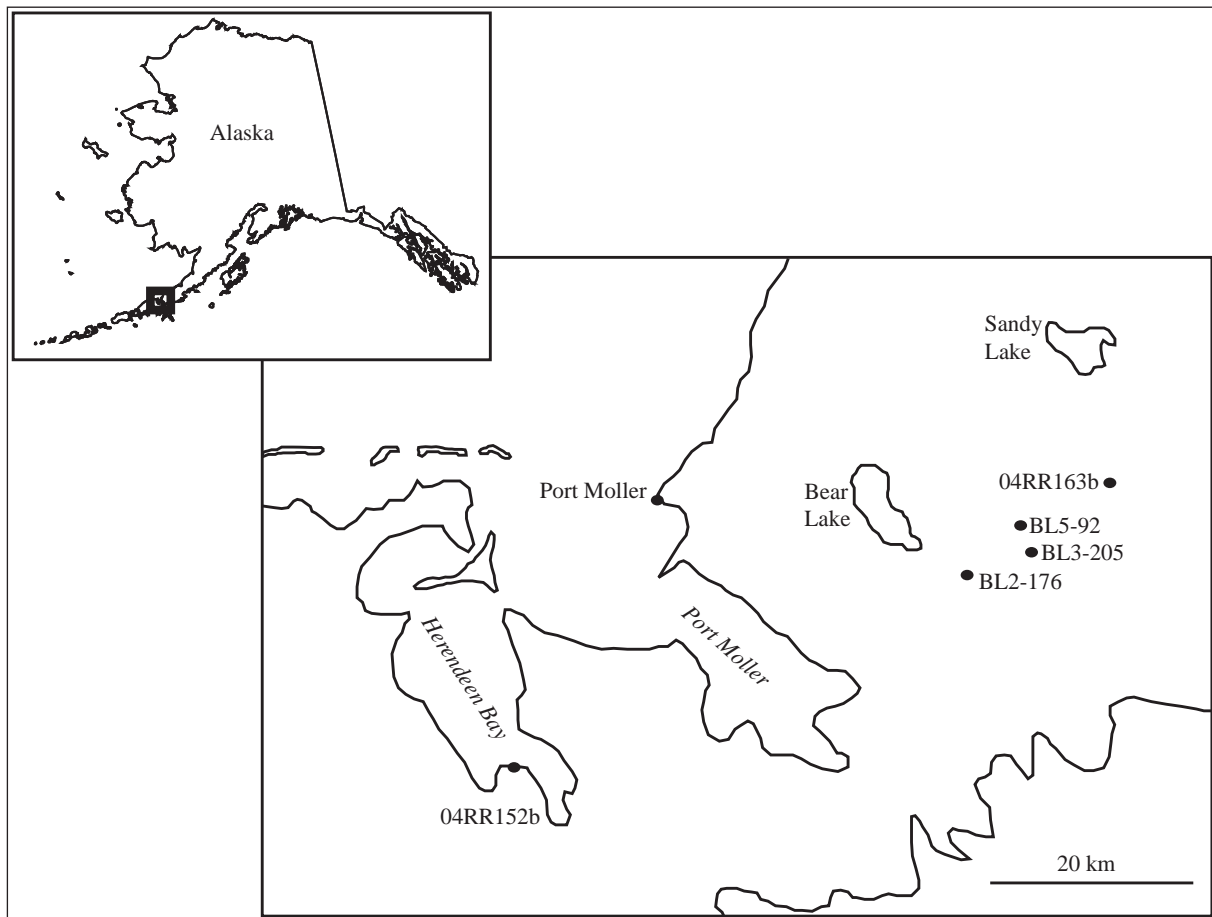 Alaska
Sandy
Lake
Port Moller
Bear
Lake
04RR163b
BL5-92
BL3-205
BL2-176
Herendeen Bay
Port Moller
04RR152b
20 km